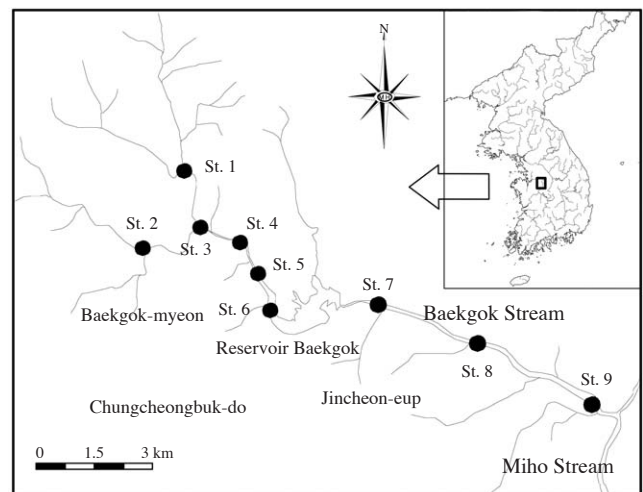 N
St. 1
St. 2
St. 3
St. 4
St. 5
St. 6
St. 7
Baekgok-myeon
Reservoir Baekgok
Baekgok Stream
St. 8
St. 9
Jincheon-eup
Chungcheongbuk-do
0 1.5 3 km
Miho Stream